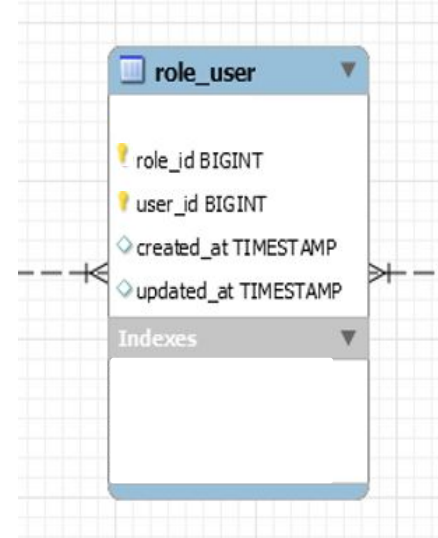 role_user
role_id BIGINT
user_id BIGINT
created_at TIMESTAMP
updated_at TIMESTAMP
Indexes